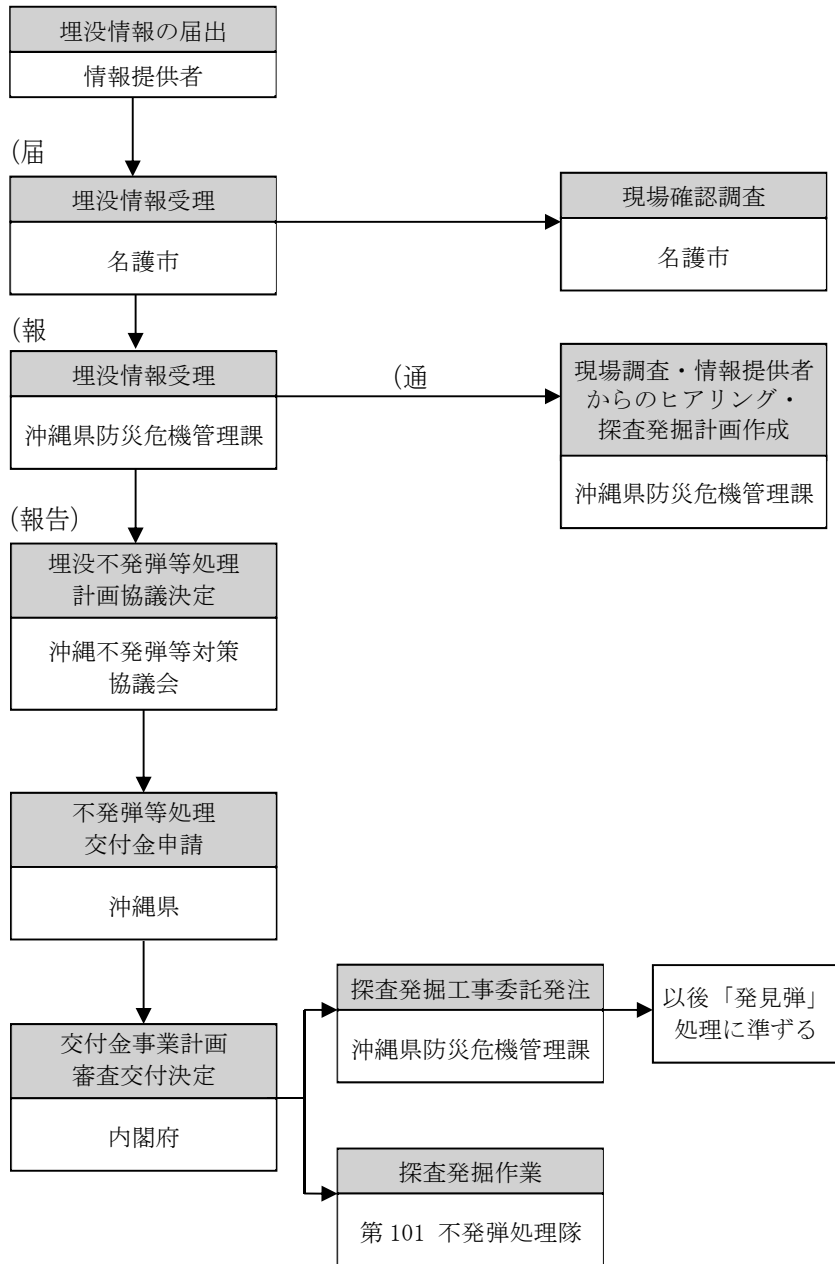 埋没情報の届出
情報提供者
(届
埋没情報受理
名護市
現場確認調査
名護市
(報
埋没情報受理
沖縄県防災危機管理課
(通
現場調査・情報提供者
からのヒアリング・
探査発掘計画作成
沖縄県防災危機管理課
(報告)
埋没不発弾等処理
計画協議決定
沖縄不発弾等対策
協議会
不発弾等処理
交付金申請
沖縄県
交付金事業計画
審査交付決定
内閣府
探査発掘工事委託発注
沖縄県防災危機管理課
以後「発見弾」
処理に準ずる
探査発掘作業
第 101 不発弾処理隊